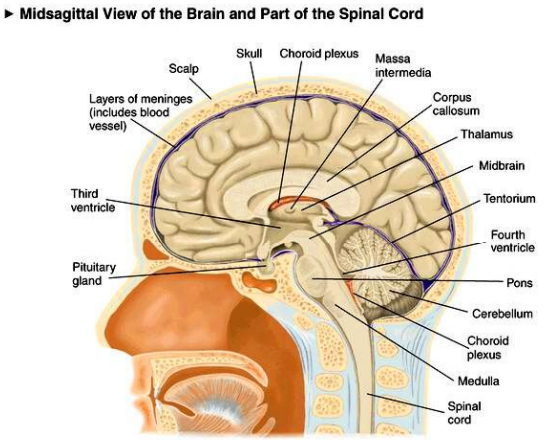 ► Midsagittal View of the Brain and Part of the Spinal Cord
Skull
Choroid plexus
Massa
intermedia
Scalp
Corpus
callosum
Layers of meninges
(includes blood
vessel)
Thalamus
Midbrain
Third
ventricle
Tentorium
Fourth
ventricle
Pituitary
gland
Pons
Cerebellum
Choroid
plexus
Medulla
Spinal
cord